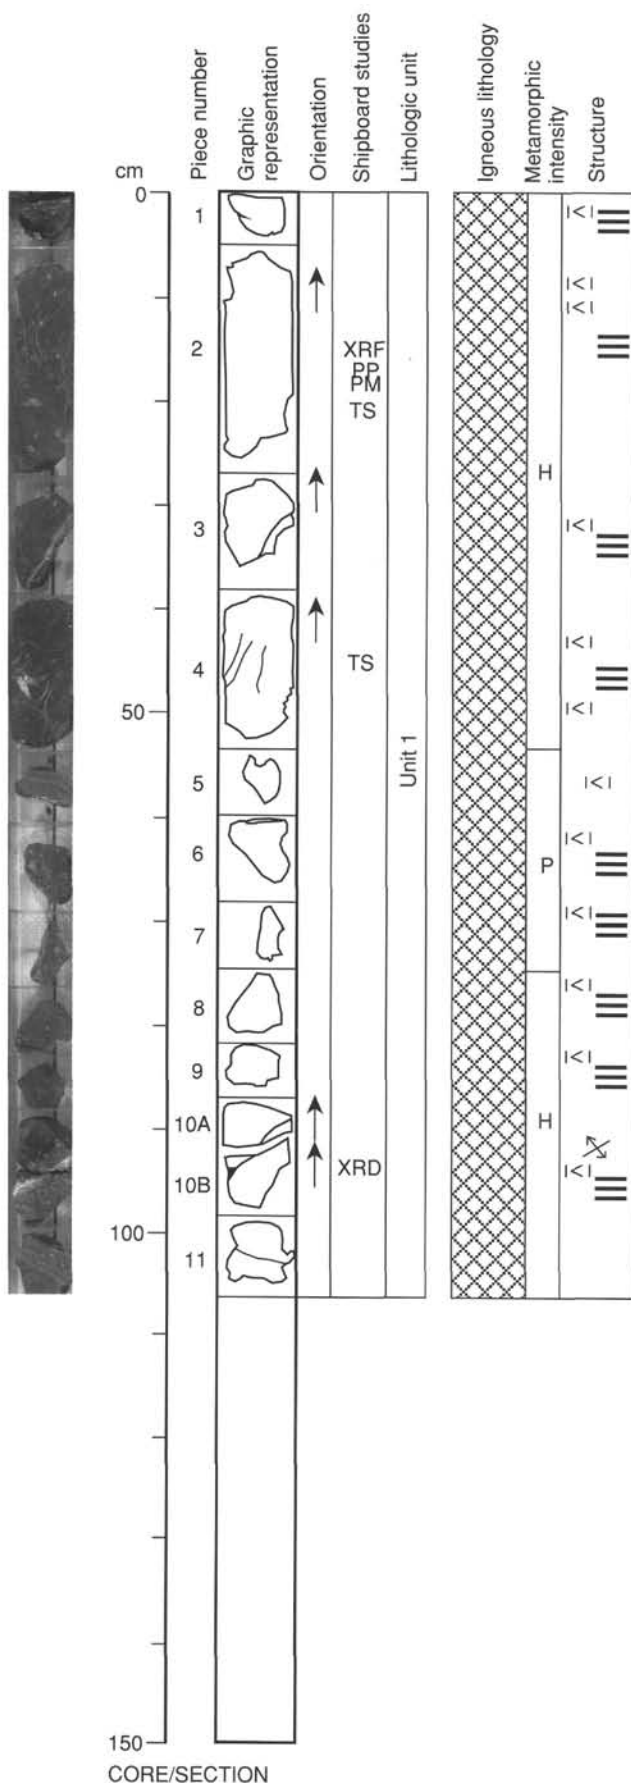 cm
Piece number
Graphic
representation
Orientation
Shipboard studies
Lithologic unit
Igneous lithology
Metamorphic
intensity
Structure
0
1
2
XRF
PP
PM
TS
H
3
4
TS
50
Unit 1
5
6
P
7
8
9
10A
H
10B
XRD
100
11
150
CORE/SECTION